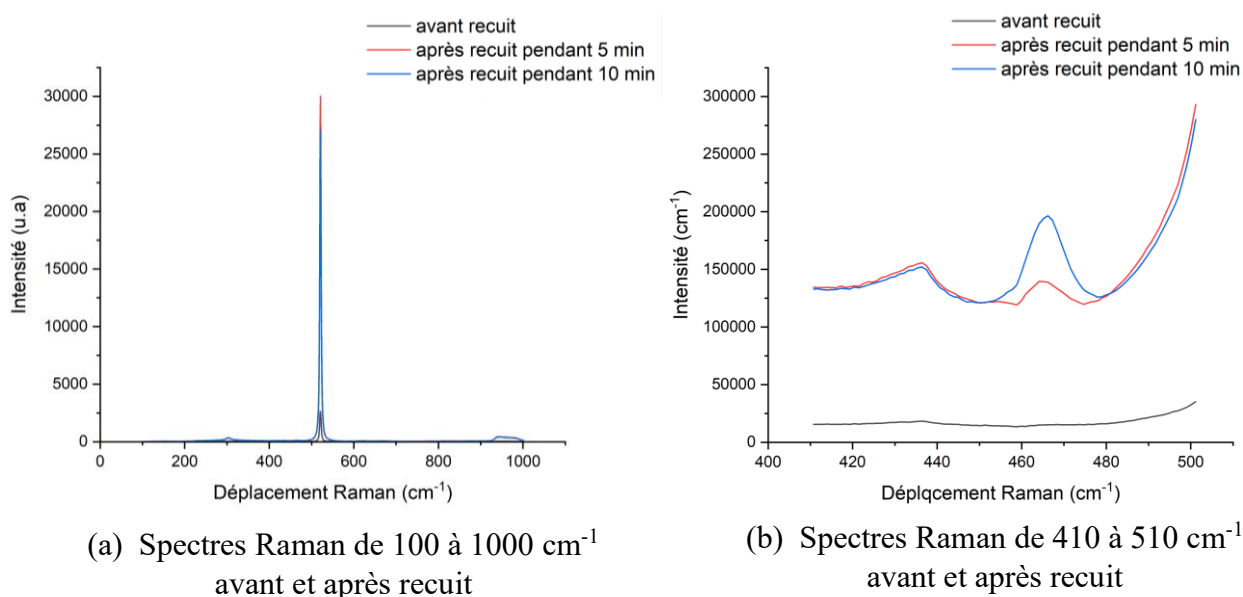 avant recuit
après recuit pendant 5 min
après recuit pendant 10 min
30000
25000
20000
15000
10000
5000
0
Intensité (u.a)
0 200 400 600 800 1000
Déplacement Raman (cm-1)
(a) Spectres Raman de 100 à 1000 cm-1
avant et après recuit
avant recuit
après recuit pendant 5 min
après recuit pendant 10 min
300000
250000
200000
150000
100000
50000
0
Intensité (cm-1)
400 420 440 460 480 500
Déplqcement Raman (cm-1)
(b) Spectres Raman de 410 à 510 cm-1
avant et après recuit